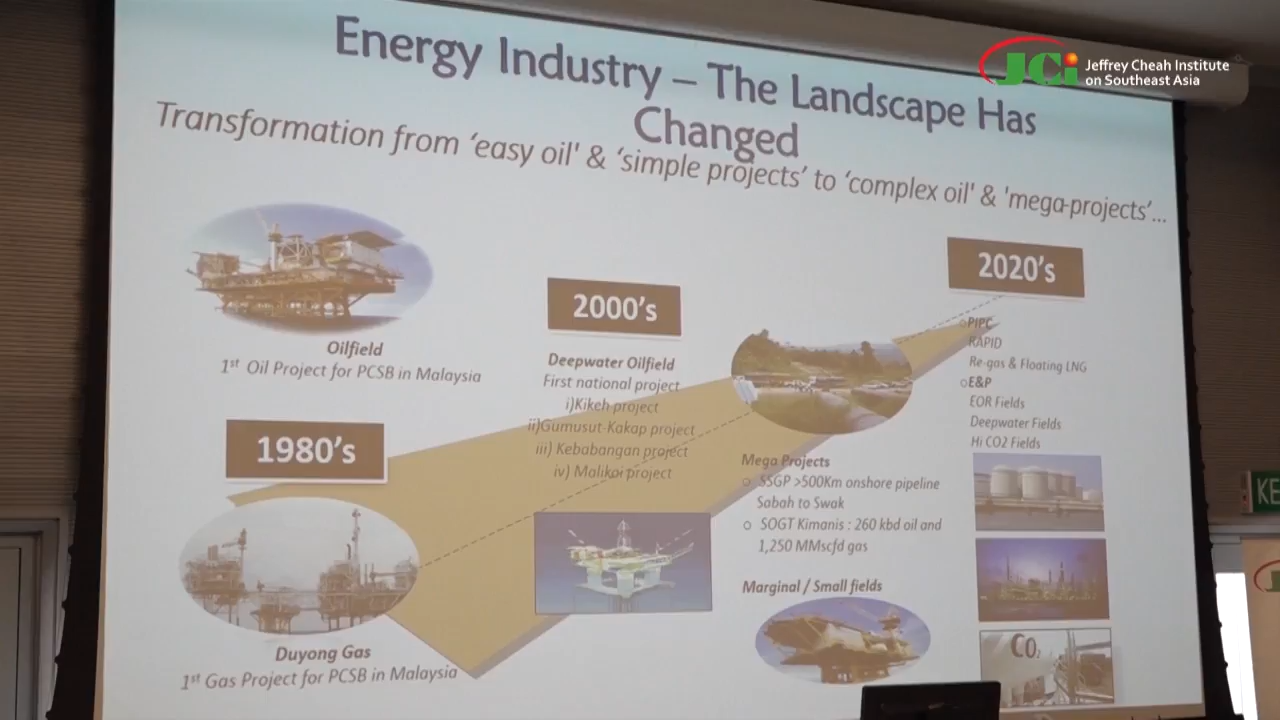 Energy Industry – The Landscape Has
Changed
JCi
Jeffrey Cheah Institute
on Southeast Asia
Transformation from ‘easy oil' & ‘simple projects’ to ‘complex oil' & 'mega-projects’...
Oilfield
1st Oil Project for PCSB in Malaysia
1980’s
Duyong Gas
1st Gas Project for PCSB in Malaysia
2000’s
Deepwater Oilfield
First national project
i)Kikeh project
ii)Gumusut-Kakap project
iii) Kebabangan project
iv) Malikoi project
Mega Projects
SSGP >500Km onshore pipeline
Sabah to Swak
SOGT Kimanis : 260 kbd oil and
1,250 MMscfd gas
Marginal / Small fields
2020’s
PIPC
RAPID
Re-gas & Floating LNG
E&P
EOR Fields
Deepwater Fields
Hi CO2 Fields
CO2
KE